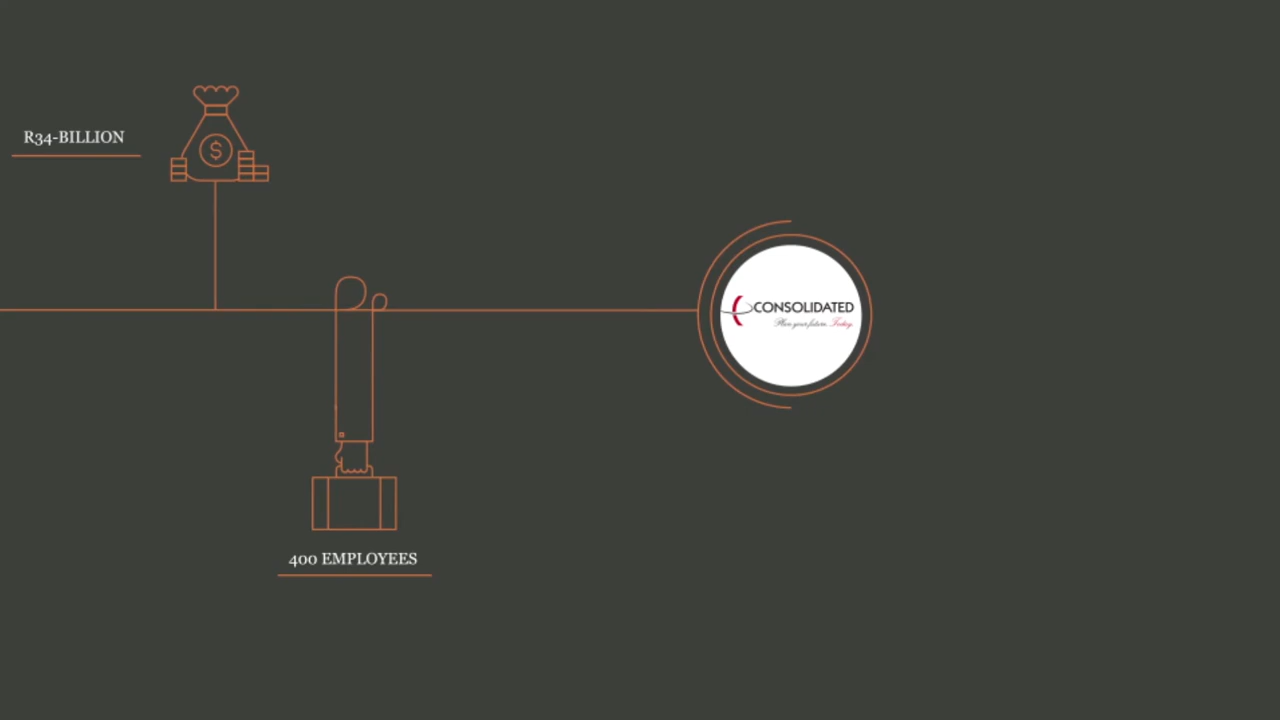 R34-BILLION
$
CONSOLIDATED
Plan your future. Today.
400 EMPLOYEES